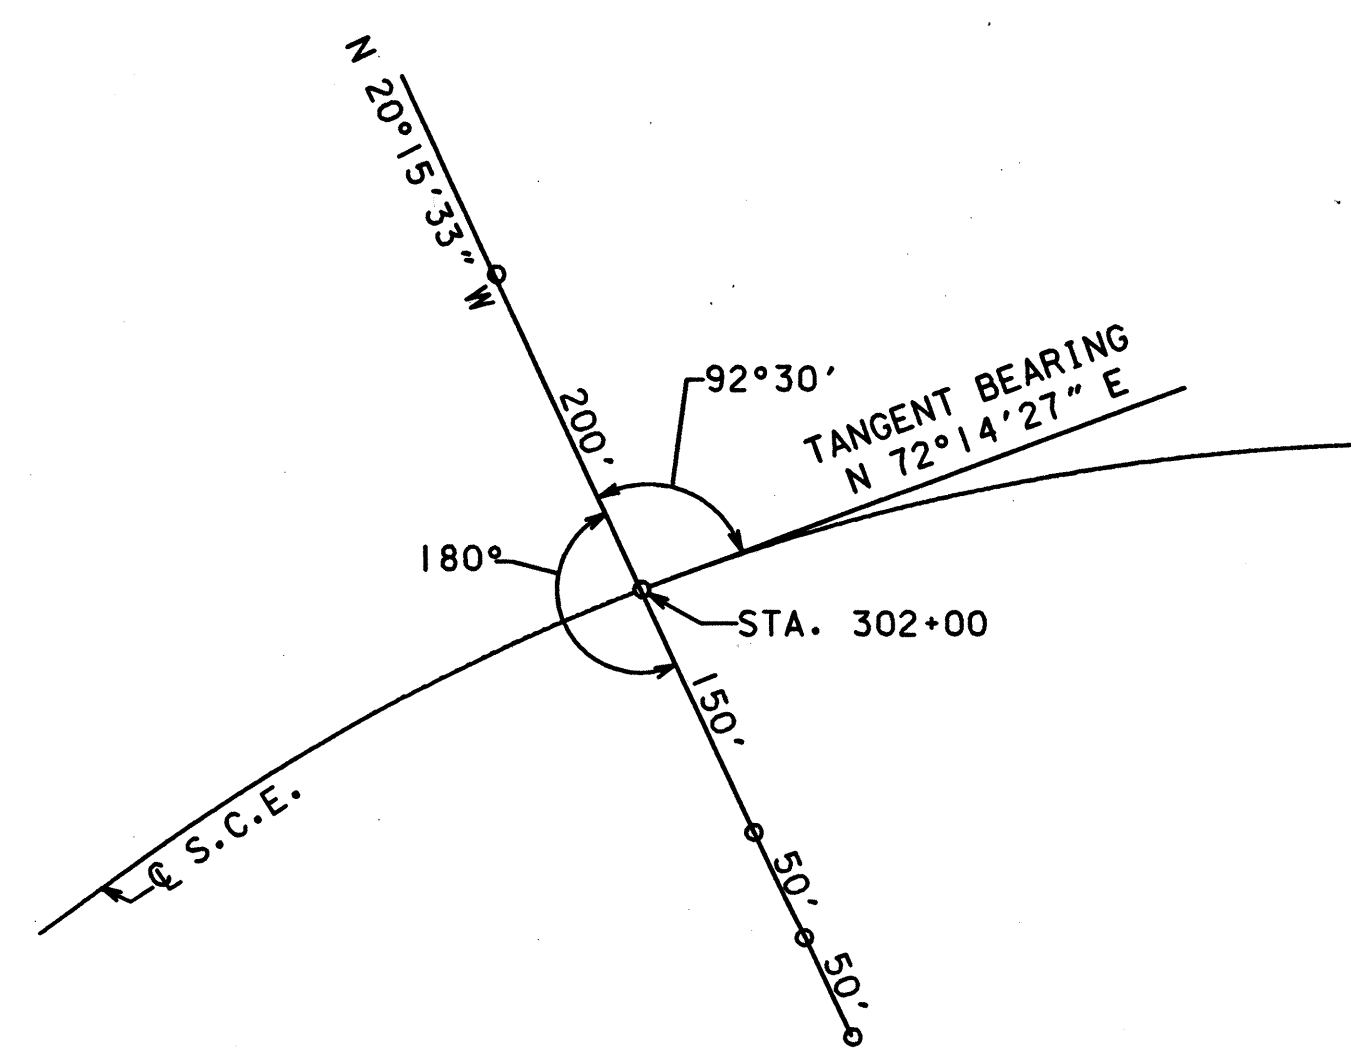 N 20°15'33" W
200'
92°30'
TANGENT BEARING
N 72°14'27" E
180°
STA. 302+00
150'
℄ S.C.E.
50'
50'